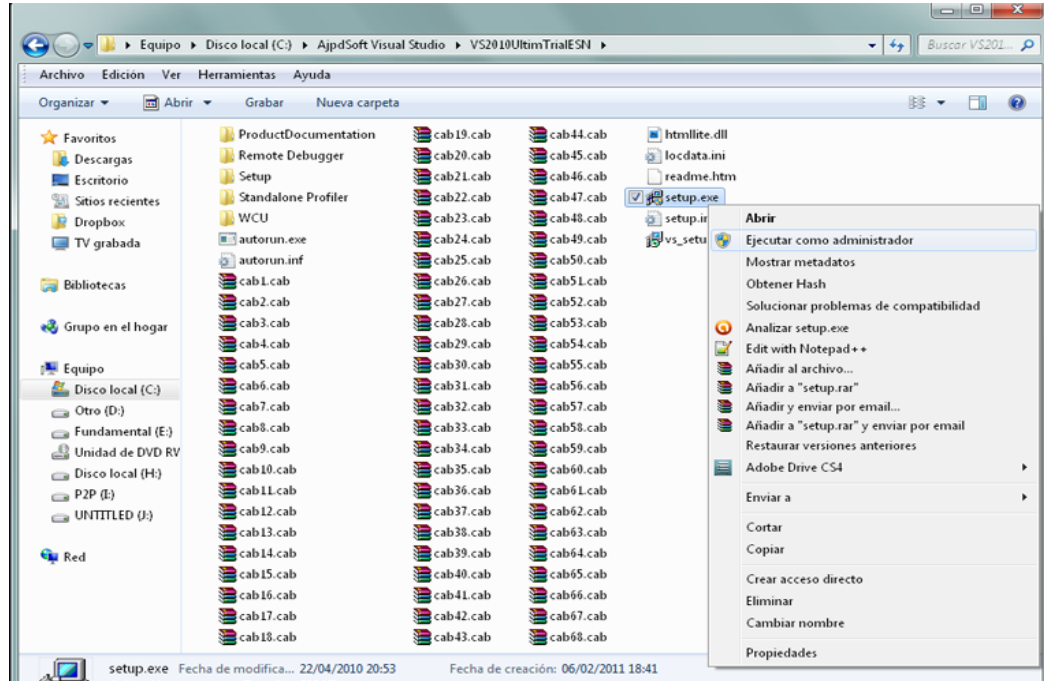 Equipo ▸ Disco local (C:) ▸ AjpdSoft Visual Studio ▸ VS2010UltimTrialESN ▸
Buscar VS201...
Archivo Edición Ver Herramientas Ayuda
Organizar Abrir Grabar Nueva carpeta
Favoritos
Descargas
Escritorio
Sitios recientes
Dropbox
TV grabada
Bibliotecas
Grupo en el hogar
Equipo
Disco local (C:)
Otro (D:)
Fundamental (E:)
Unidad de DVD RW
Disco local (H:)
P2P (I:)
UNTITLED (J:)
Red
ProductDocumentation
Remote Debugger
Setup
Standalone Profiler
WCU
autorun.exe
autorun.inf
cab1.cab
cab2.cab
cab3.cab
cab4.cab
cab5.cab
cab6.cab
cab7.cab
cab8.cab
cab9.cab
cab10.cab
cab11.cab
cab12.cab
cab13.cab
cab14.cab
cab15.cab
cab16.cab
cab17.cab
cab18.cab
cab19.cab
cab20.cab
cab21.cab
cab22.cab
cab23.cab
cab24.cab
cab25.cab
cab26.cab
cab27.cab
cab28.cab
cab29.cab
cab30.cab
cab31.cab
cab32.cab
cab33.cab
cab34.cab
cab35.cab
cab36.cab
cab37.cab
cab38.cab
cab39.cab
cab40.cab
cab41.cab
cab42.cab
cab43.cab
cab44.cab
cab45.cab
cab46.cab
cab47.cab
cab48.cab
cab49.cab
cab50.cab
cab51.cab
cab52.cab
cab53.cab
cab54.cab
cab55.cab
cab56.cab
cab57.cab
cab58.cab
cab59.cab
cab60.cab
cab61.cab
cab62.cab
cab63.cab
cab64.cab
cab65.cab
cab66.cab
cab67.cab
cab68.cab
htmllite.dll
locdata.ini
readme.htm
setup.exe
setup.in
vs_setu
Abrir
Ejecutar como administrador
Mostrar metadatos
Obtener Hash
Solucionar problemas de compatibilidad
Analizar setup.exe
Edit with Notepad++
Añadir al archivo...
Añadir a "setup.rar"
Añadir y enviar por email...
Añadir a "setup.rar" y enviar por email
Restaurar versiones anteriores
Adobe Drive CS4
Enviar a
Cortar
Copiar
Crear acceso directo
Eliminar
Cambiar nombre
Propiedades
setup.exe Fecha de modifica... 22/04/2010 20:53 Fecha de creación: 06/02/2011 18:41